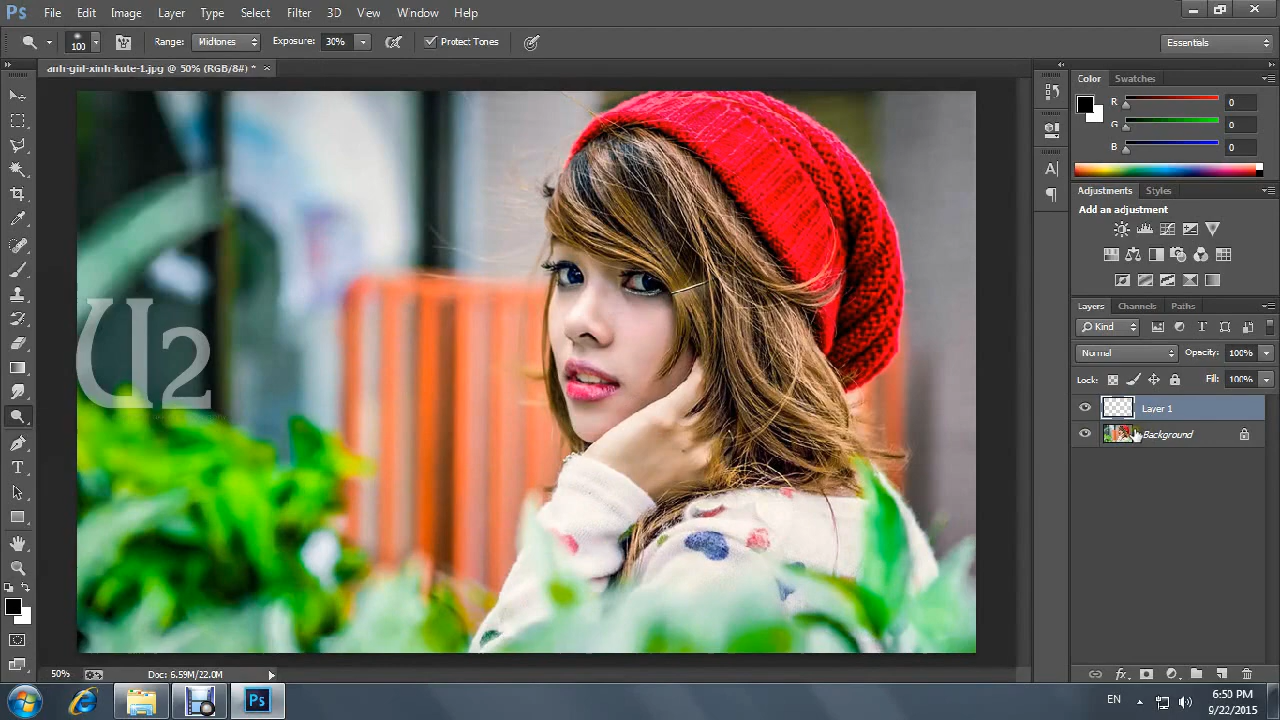 Ps File Edit Image Layer Type Select Filter 3D View Window Help
100 Range: Midtones Exposure: 30% Protect Tones Essentials
anh-gril-xinh-kute-1.jpg @ 50% (RGB/8#) *
Color Swatches
R 0
G 0
B 0
Adjustments Styles
Add an adjustment
Layers Channels Paths
Kind
Normal Opacity: 100%
Lock: Fill: 100%
Layer 1
Background
U2
50% Doc: 6.59M/22.0M
Ps EN 6:50 PM
9/22/2015